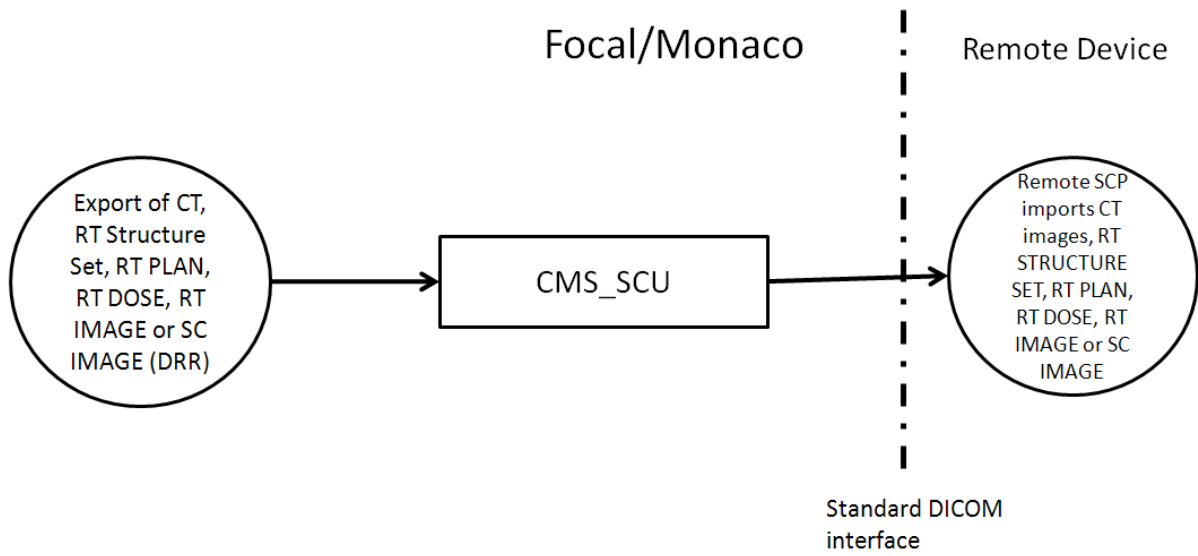 Focal/Monaco
Remote Device
Export of CT,
RT Structure
Set, RT PLAN,
RT DOSE, RT
IMAGE or SC
IMAGE (DRR)
CMS_SCU
Remote SCP
imports CT
images, RT
STRUCTURE
SET, RT PLAN,
RT DOSE, RT
IMAGE or SC
IMAGE
Standard DICOM
interface